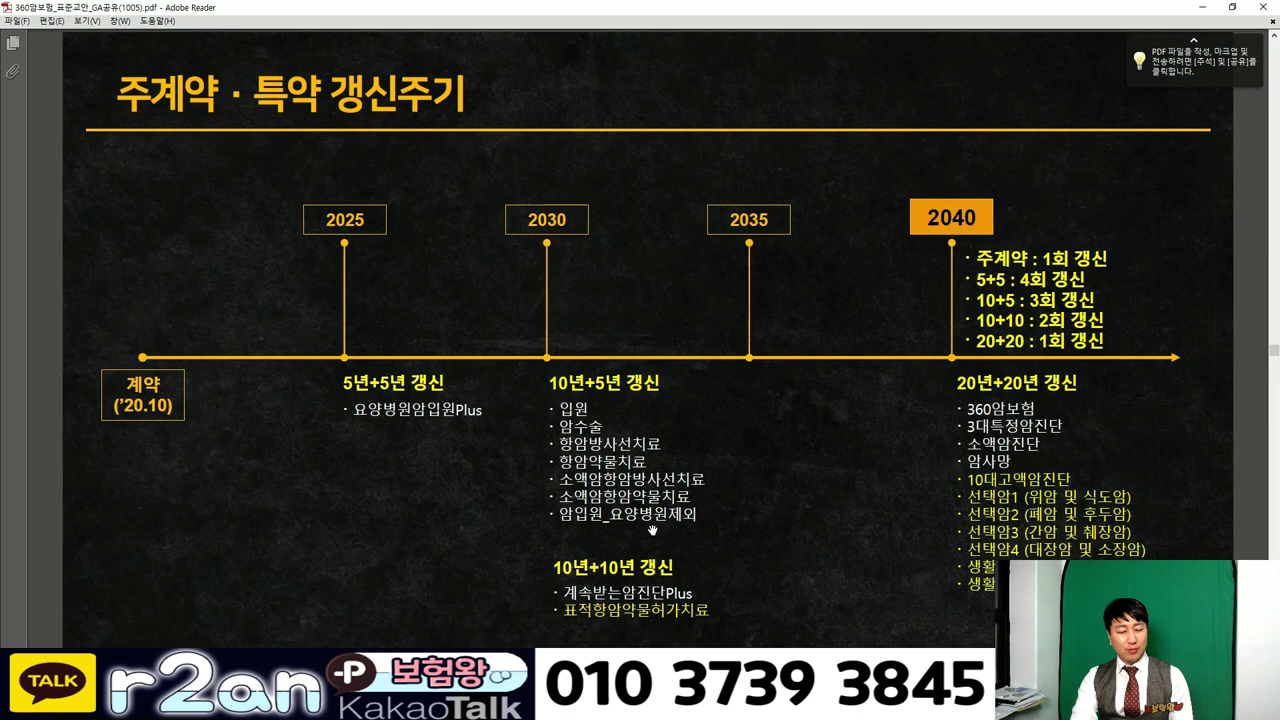 360암보험_표준교안_GA공유(1005).pdf - Adobe Reader
파일(F) 편집(E) 보기(V) 창(W) 도움말(H)
PDF 파일을 작성, 마크업 및
전송하려면 [주석] 및 [공유]를
클릭합니다.
주계약 · 특약 갱신주기
2025
2030
2035
2040
· 주계약 : 1회 갱신
· 5+5 : 4회 갱신
· 10+5 : 3회 갱신
· 10+10 : 2회 갱신
· 20+20 : 1회 갱신
계약
('20.10)
5년+5년 갱신
· 요양병원암입원Plus
10년+5년 갱신
· 입원
· 암수술
· 항암방사선치료
· 항암약물치료
· 소액암항암방사선치료
· 소액암항암약물치료
· 암입원_요양병원제외
10년+10년 갱신
· 계속받는암진단Plus
· 표적항암약물허가치료
20년+20년 갱신
· 360암보험
· 3대특정암진단
· 소액암진단
· 암사망
· 10대고액암진단
· 선택암1 (위암 및 식도암)
· 선택암2 (폐암 및 후두암)
· 선택암3 (간암 및 췌장암)
· 선택암4 (대장암 및 소장암)
· 생활
· 생활
TALK
r2an
P 보험왕
KakaoTalk
010 3739 3845
보험왕